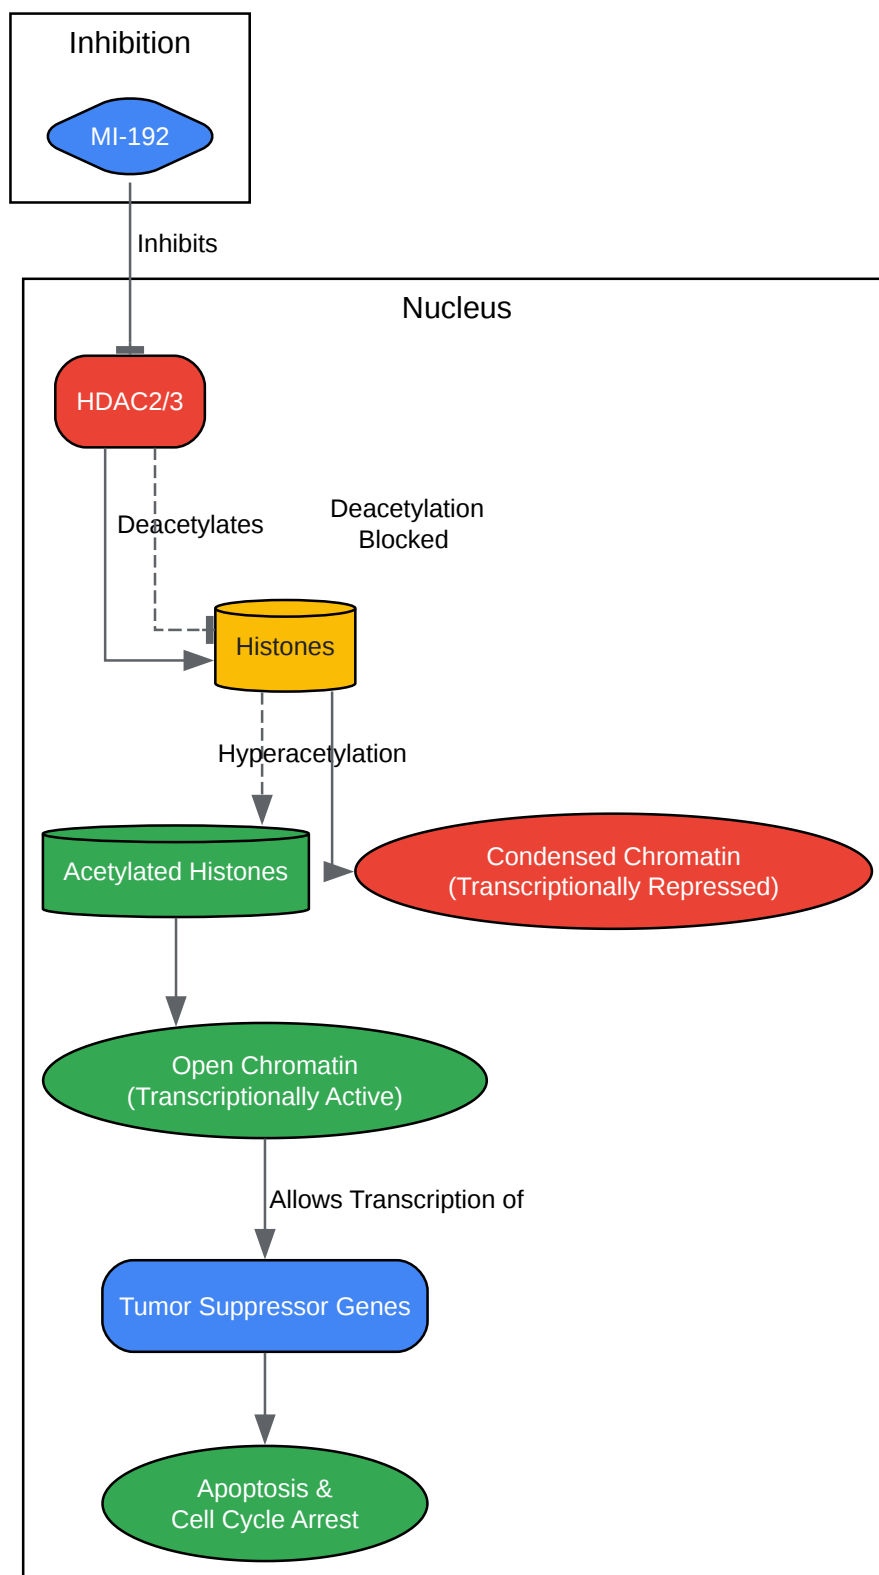 Inhibition
MI-192
Inhibits
Nucleus
HDAC2/3
Deacetylates
Deacetylation
Blocked
Histones
Hyperacetylation
Acetylated Histones
Condensed Chromatin
(Transcriptionally Repressed)
Open Chromatin
(Transcriptionally Active)
Allows Transcription of
Tumor Suppressor Genes
Apoptosis &
Cell Cycle Arrest